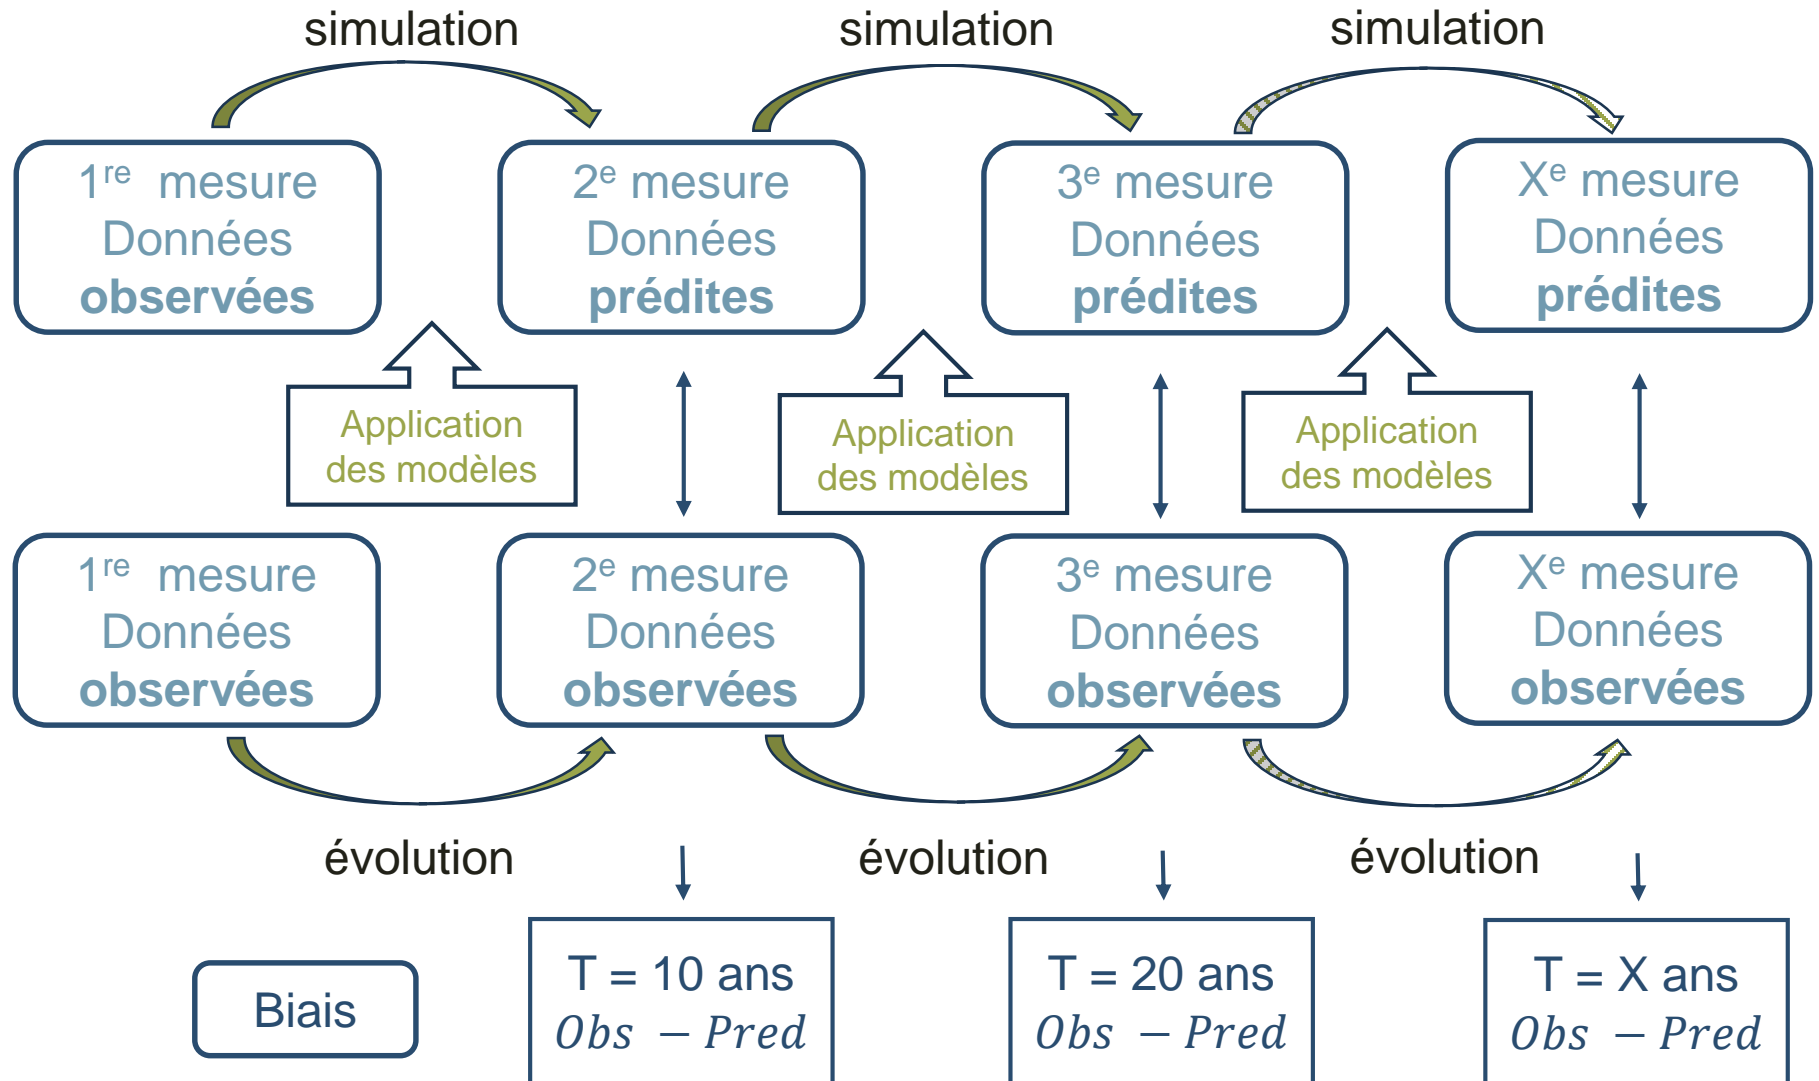 simulation
simulation
simulation
1re mesure
Données
observées
2e mesure
Données
prédites
3e mesure
Données
prédites
Xe mesure
Données
prédites
Application
des modèles
Application
des modèles
Application
des modèles
1re mesure
Données
observées
2e mesure
Données
observées
3e mesure
Données
observées
Xe mesure
Données
observées
évolution
évolution
évolution
Biais
T = 10 ans
Obs – Pred
T = 20 ans
Obs – Pred
T = X ans
Obs – Pred